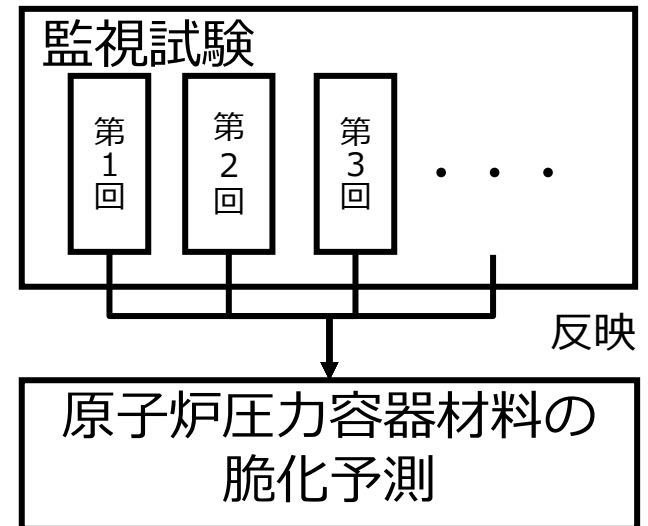 監視試験
第1回
第2回
第3回
・・・
反映
原子炉圧力容器材料の
脆化予測